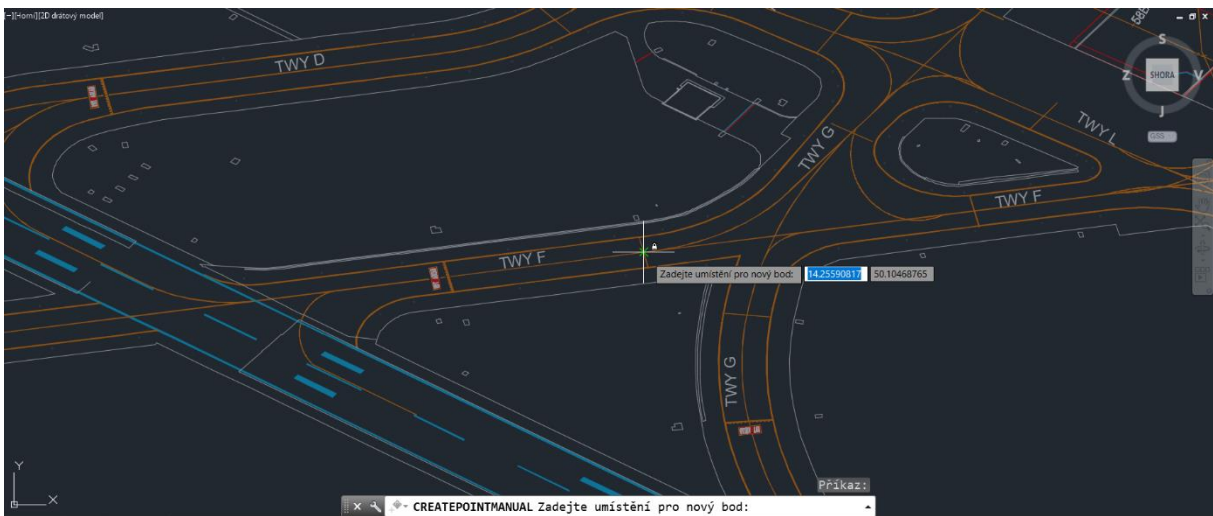 [−][Horní][2D drátový model]
S
Z
SHORA
V
J
GSS
TWY D
TWY G
TWY L
TWY F
TWY F
Zadejte umístění pro nový bod:
14.25590817
50.10468765
TWY G
Y
X
Příkaz:
CREATEPOINTMANUAL Zadejte umístění pro nový bod: